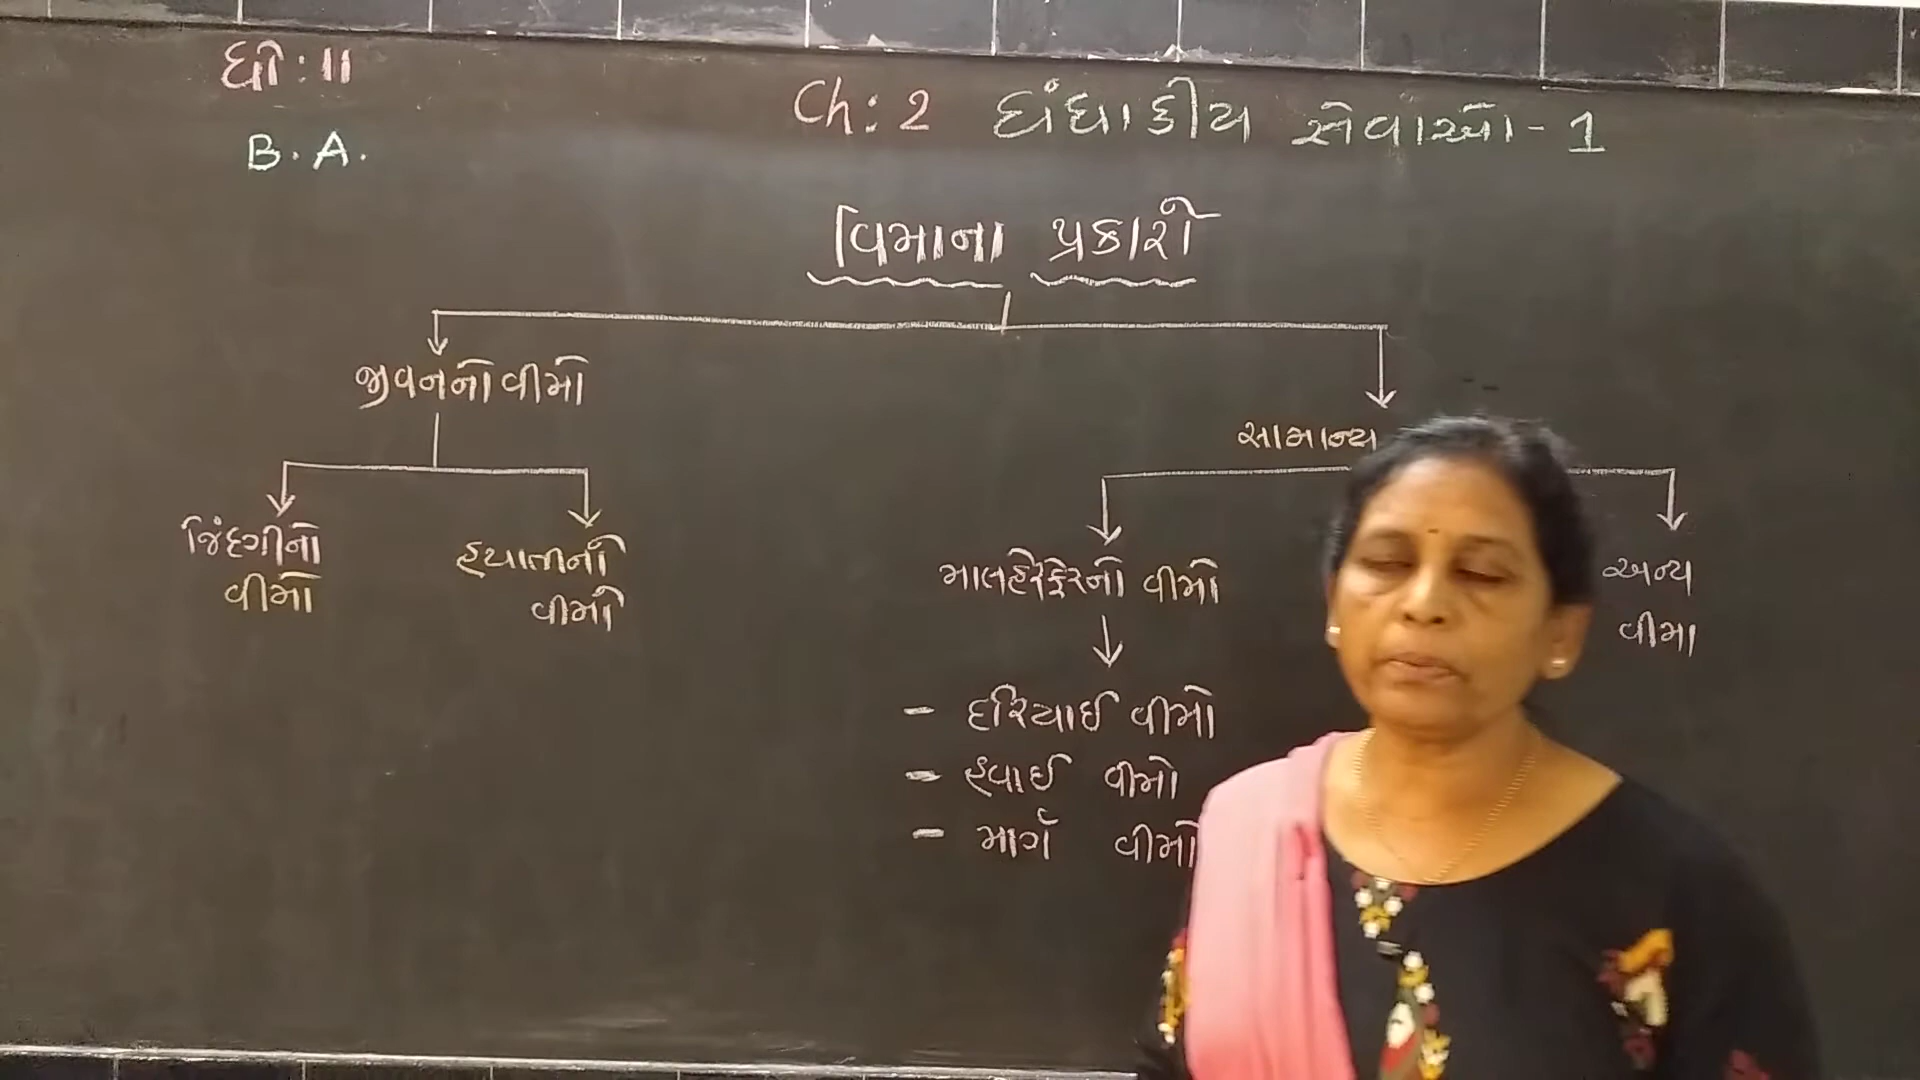 ધો : 11
B. A.
Ch : 2 ધંધાકીય સેવાઓ - 1
વિમાના પ્રકારો
જીવનનો વીમો
સામાન્ય
જિંદગીનો
વીમો
હયાતીનો
વીમો
માલહેરફેરનો વીમો
અન્ય
વીમા
- દરિયાઈ વીમો
- હવાઈ વીમો
- માર્ગ વીમો